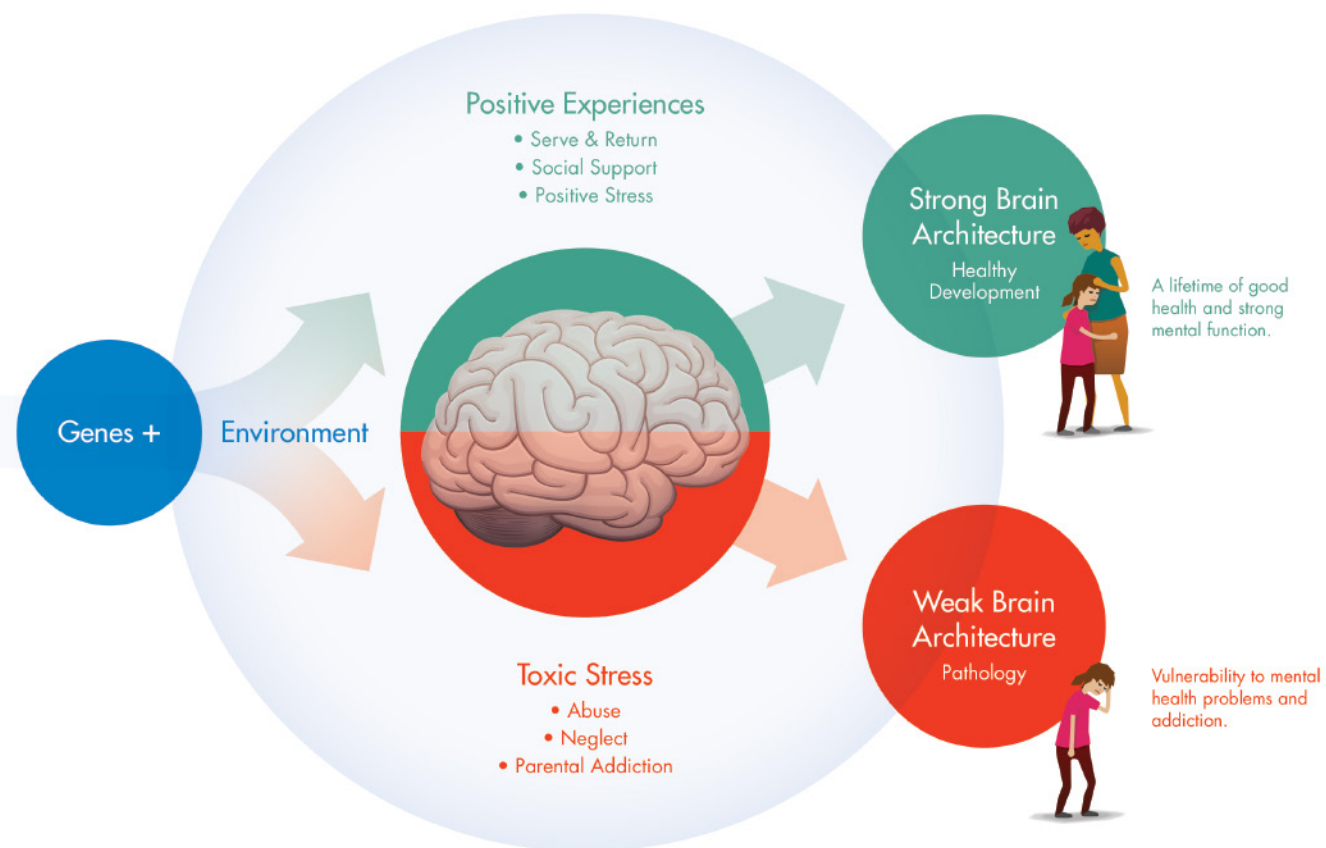 Positive Experiences
• Serve & Return
• Social Support
• Positive Stress
Genes +
Environment
Strong Brain
Architecture
Healthy
Development
A lifetime of good
health and strong
mental function.
Toxic Stress
• Abuse
• Neglect
• Parental Addiction
Weak Brain
Architecture
Pathology
Vulnerability to mental
health problems and
addiction.